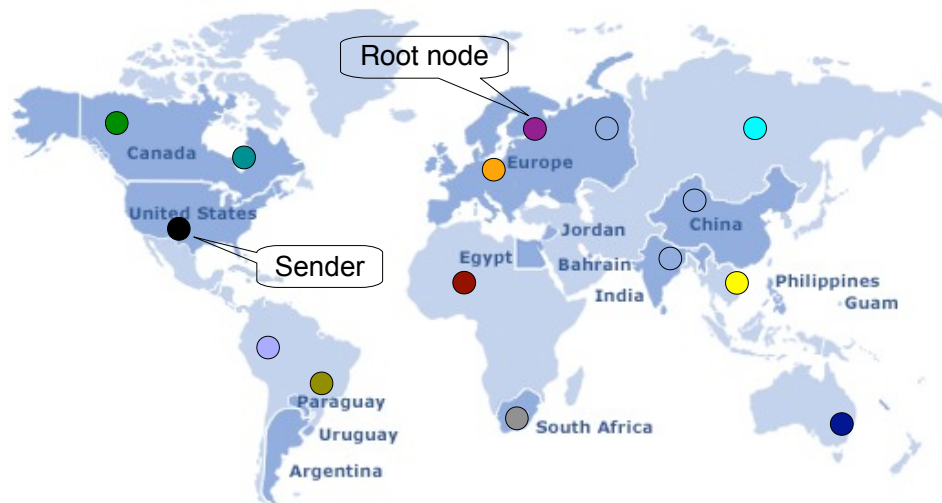 Root node
Canada
Europe
United States
China
Jordan
Sender
Egypt
Bahrain
Philippines
India
Guam
Paraguay
South Africa
Uruguay
Argentina